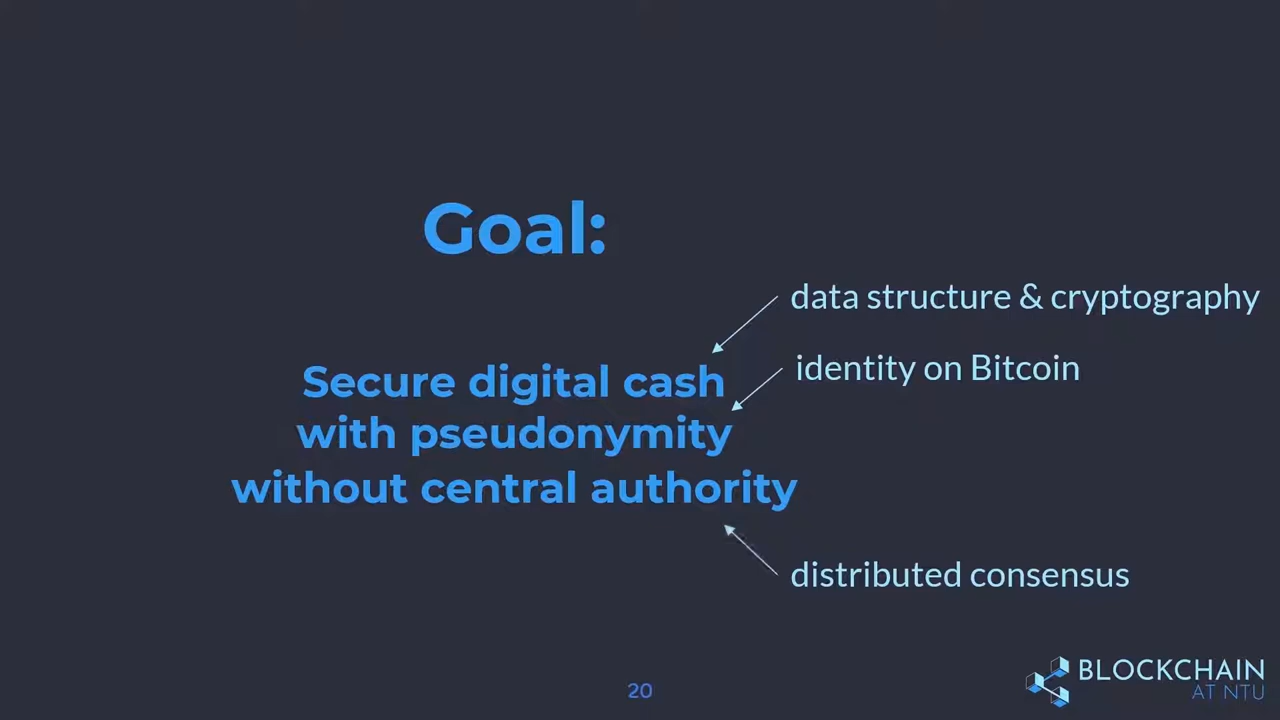 Goal:
data structure & cryptography
identity on Bitcoin
Secure digital cash
with pseudonymity
without central authority
distributed consensus
20
BLOCKCHAIN
AT NTU